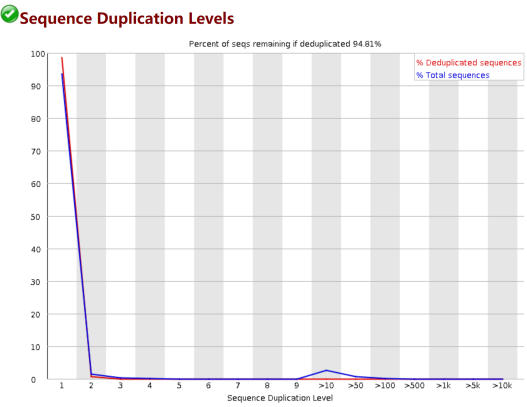 Sequence Duplication Levels
Percent of seqs remaining if deduplicated 94.81%
% Deduplicated sequences
% Total sequences
100
90
80
70
60
50
40
30
20
10
0
1 2 3 4 5 6 7 8 9 >10 >50 >100 >500 >1k >5k >10k
Sequence Duplication Level